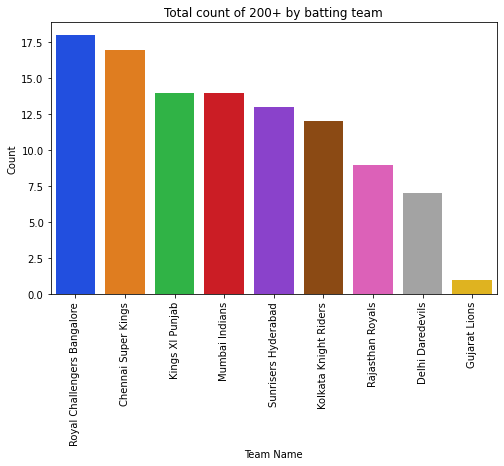 Total count of 200+ by batting team
Count
17.5
15.0
12.5
10.0
7.5
5.0
2.5
0.0
Royal Challengers Bangalore
Chennai Super Kings
Kings XI Punjab
Mumbai Indians
Sunrisers Hyderabad
Kolkata Knight Riders
Rajasthan Royals
Delhi Daredevils
Gujarat Lions
Team Name